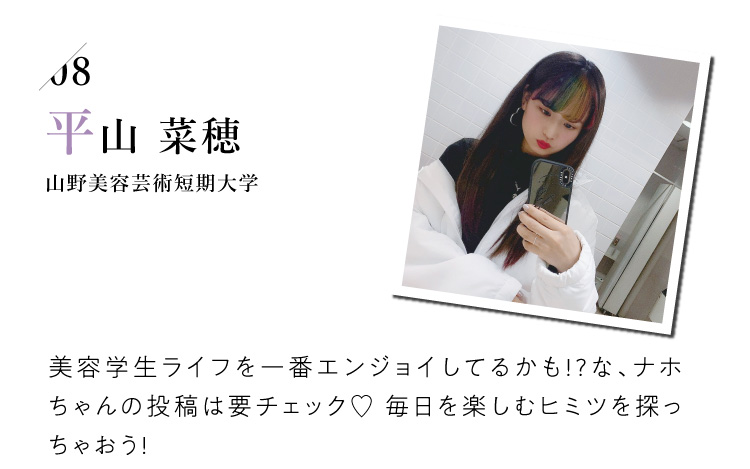 08
平山 菜穂
山野美容芸術短期大学
美容学生ライフを一番エンジョイしてるかも!?な、ナホ
ちゃんの投稿は要チェック♡ 毎日を楽しむヒミツを探っ
ちゃおう!